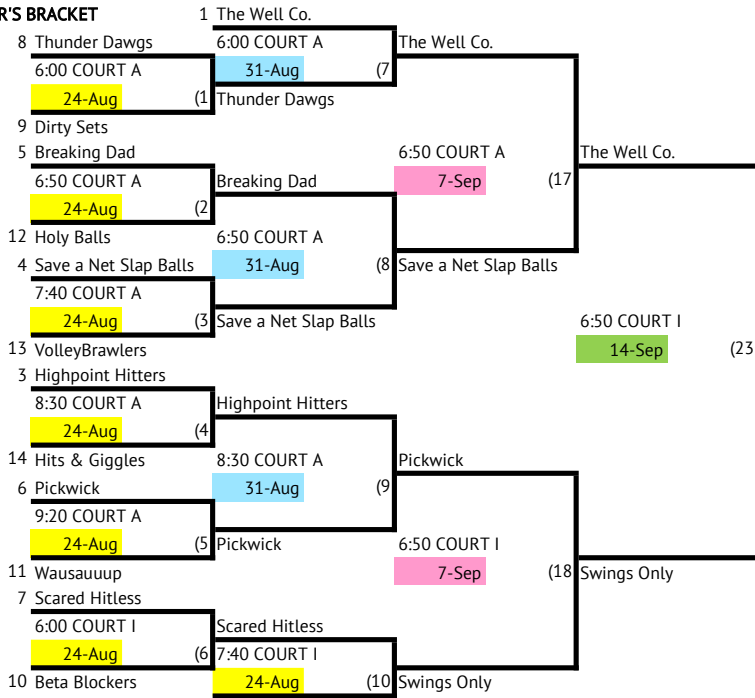 R'S BRACKET
1 The Well Co.
8 Thunder Dawgs
6:00 COURT A
The Well Co.
6:00 COURT A
31-Aug
(7
24-Aug
(1
Thunder Dawgs
9 Dirty Sets
5 Breaking Dad
6:50 COURT A
The Well Co.
6:50 COURT A
Breaking Dad
7-Sep
(17
24-Aug
(2
12 Holy Balls
6:50 COURT A
4 Save a Net Slap Balls
31-Aug
(8
Save a Net Slap Balls
7:40 COURT A
24-Aug
(3
Save a Net Slap Balls
6:50 COURT I
13 VolleyBrawlers
14-Sep
(23
3 Highpoint Hitters
8:30 COURT A
Highpoint Hitters
24-Aug
(4
14 Hits & Giggles
8:30 COURT A
Pickwick
6 Pickwick
31-Aug
(9
9:20 COURT A
24-Aug
(5
Pickwick
6:50 COURT I
11 Wausauuup
7-Sep
(18
Swings Only
7 Scared Hitless
6:00 COURT I
Scared Hitless
24-Aug
(6
7:40 COURT I
10 Beta Blockers
24-Aug
(10
Swings Only